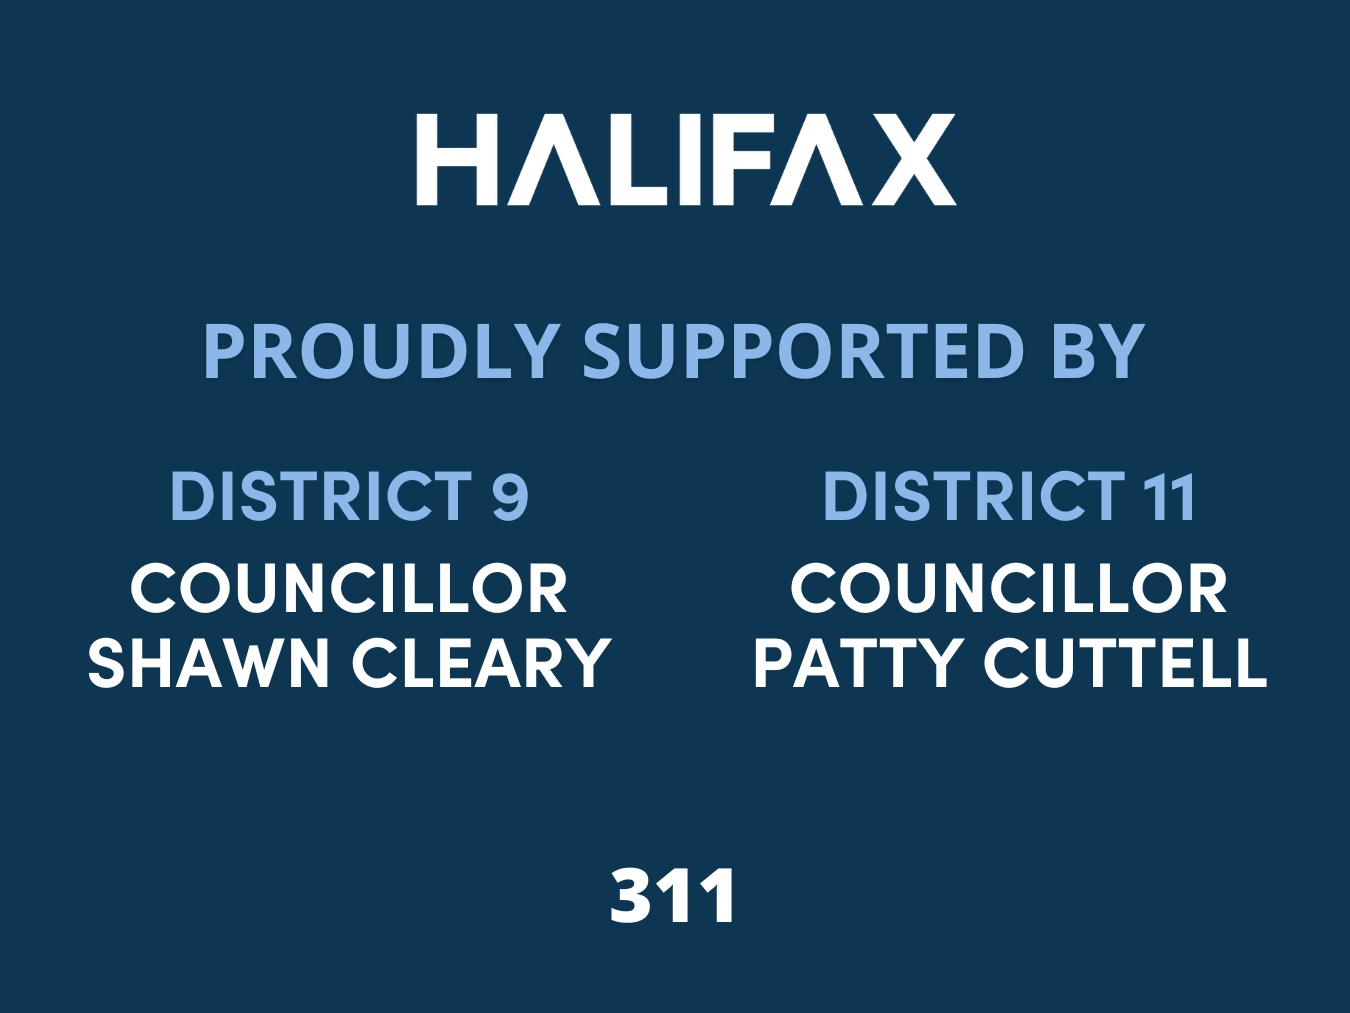 HALIFAX
PROUDLY SUPPORTED BY
DISTRICT 9
COUNCILLOR
SHAWN CLEARY
DISTRICT 11
COUNCILLOR
PATTY CUTTELL
311